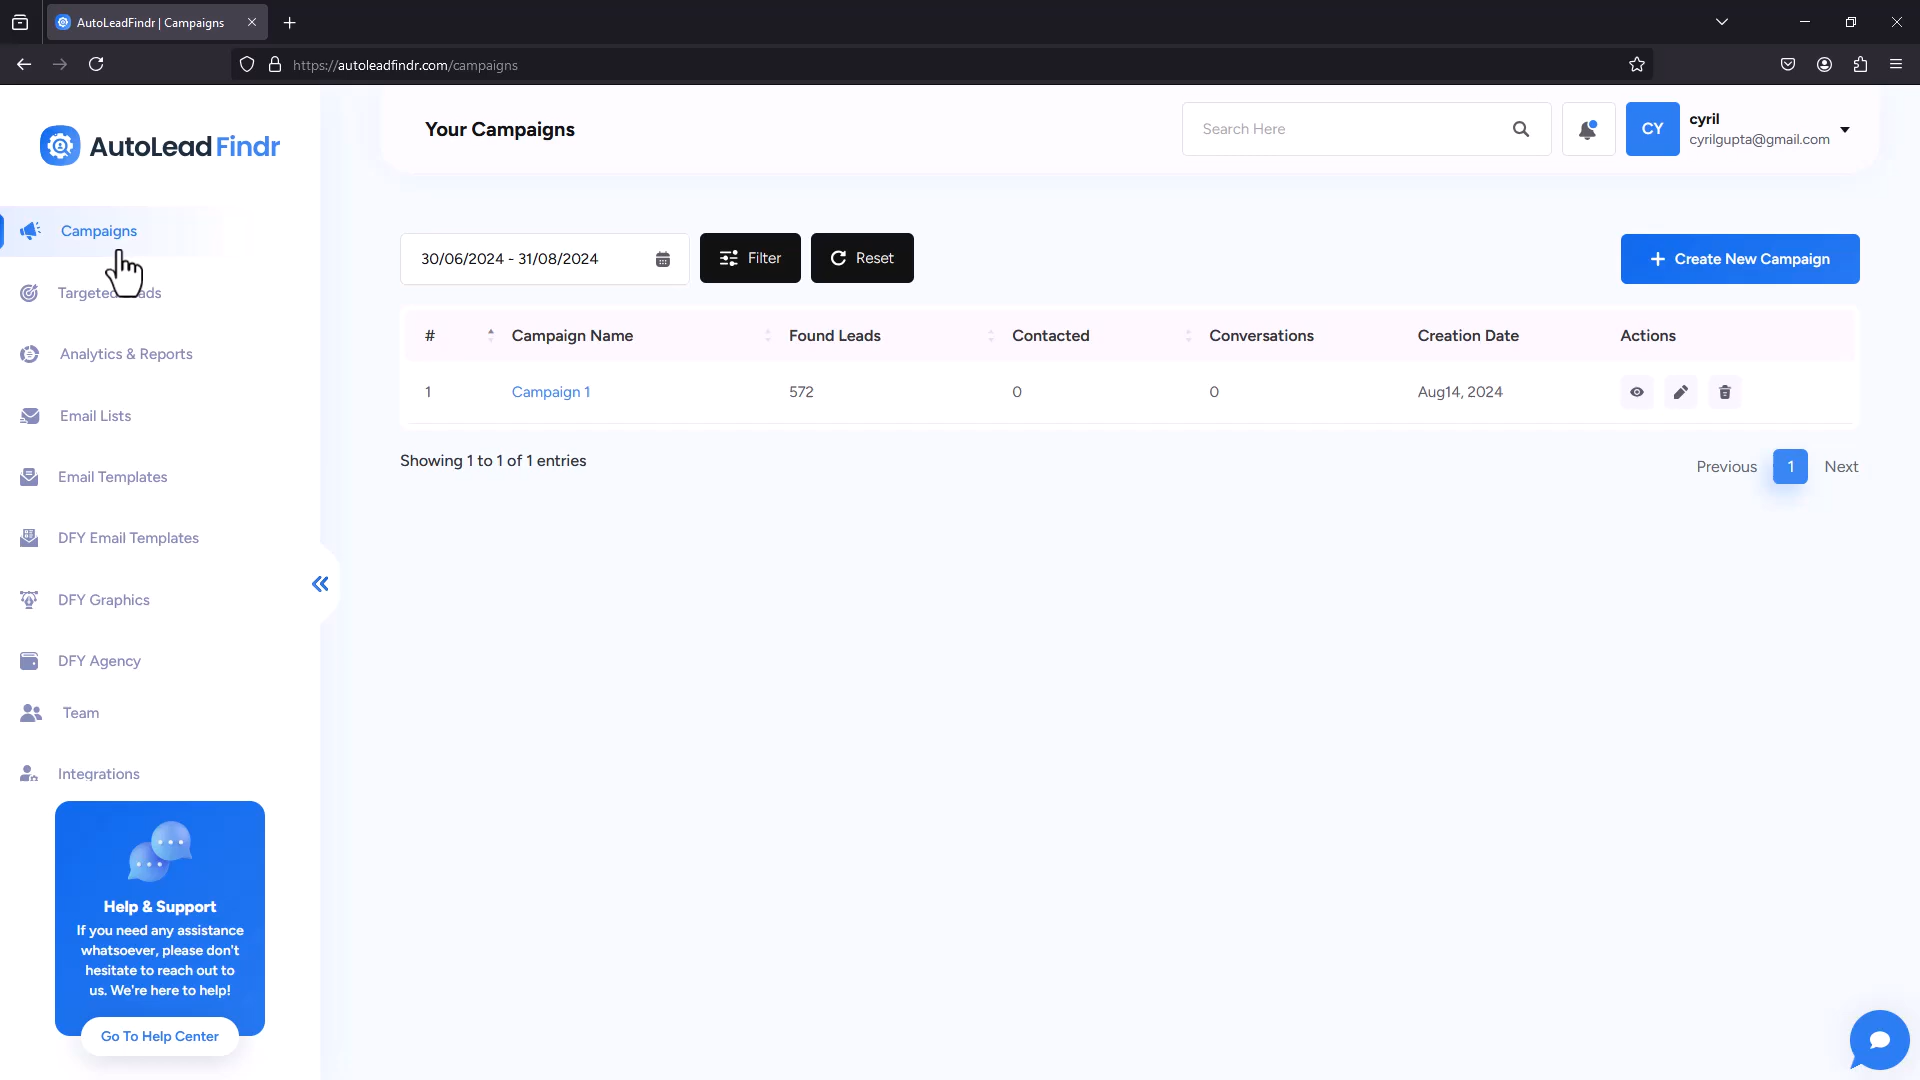 AutoLeadFindr | Campaigns
https://autoleadfindr.com/campaigns
AutoLead Findr
Your Campaigns
Search Here
CY
cyril
cyrilgupta@gmail.com
Campaigns
Targeted
ads
Analytics & Reports
Email Lists
Email Templates
DFY Email Templates
DFY Graphics
DFY Agency
Team
Integrations
Help & Support
If you need any assistance
whatsoever, please don't
hesitate to reach out to
us. We're here to help!
Go To Help Center
30/06/2024 - 31/08/2024
Filter
Reset
Create New Campaign
# Campaign Name Found Leads Contacted Conversations Creation Date Actions
1 Campaign 1 572 0 0 Aug14, 2024
Showing 1 to 1 of 1 entries
Previous 1 Next